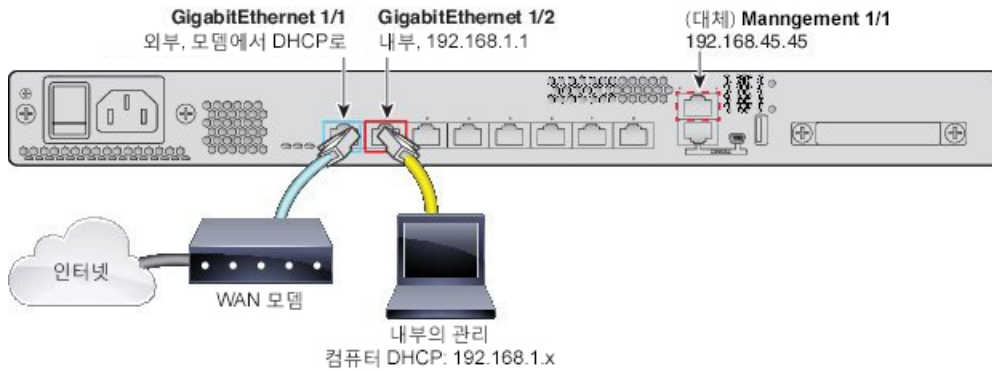 GigabitEthernet 1/1
외부, 모뎀에서 DHCP로
GigabitEthernet 1/2
내부, 192.168.1.1
(대체) Manngement 1/1
192.168.45.45
인터넷
WAN 모뎀
내부의 관리
컴퓨터 DHCP: 192.168.1.x